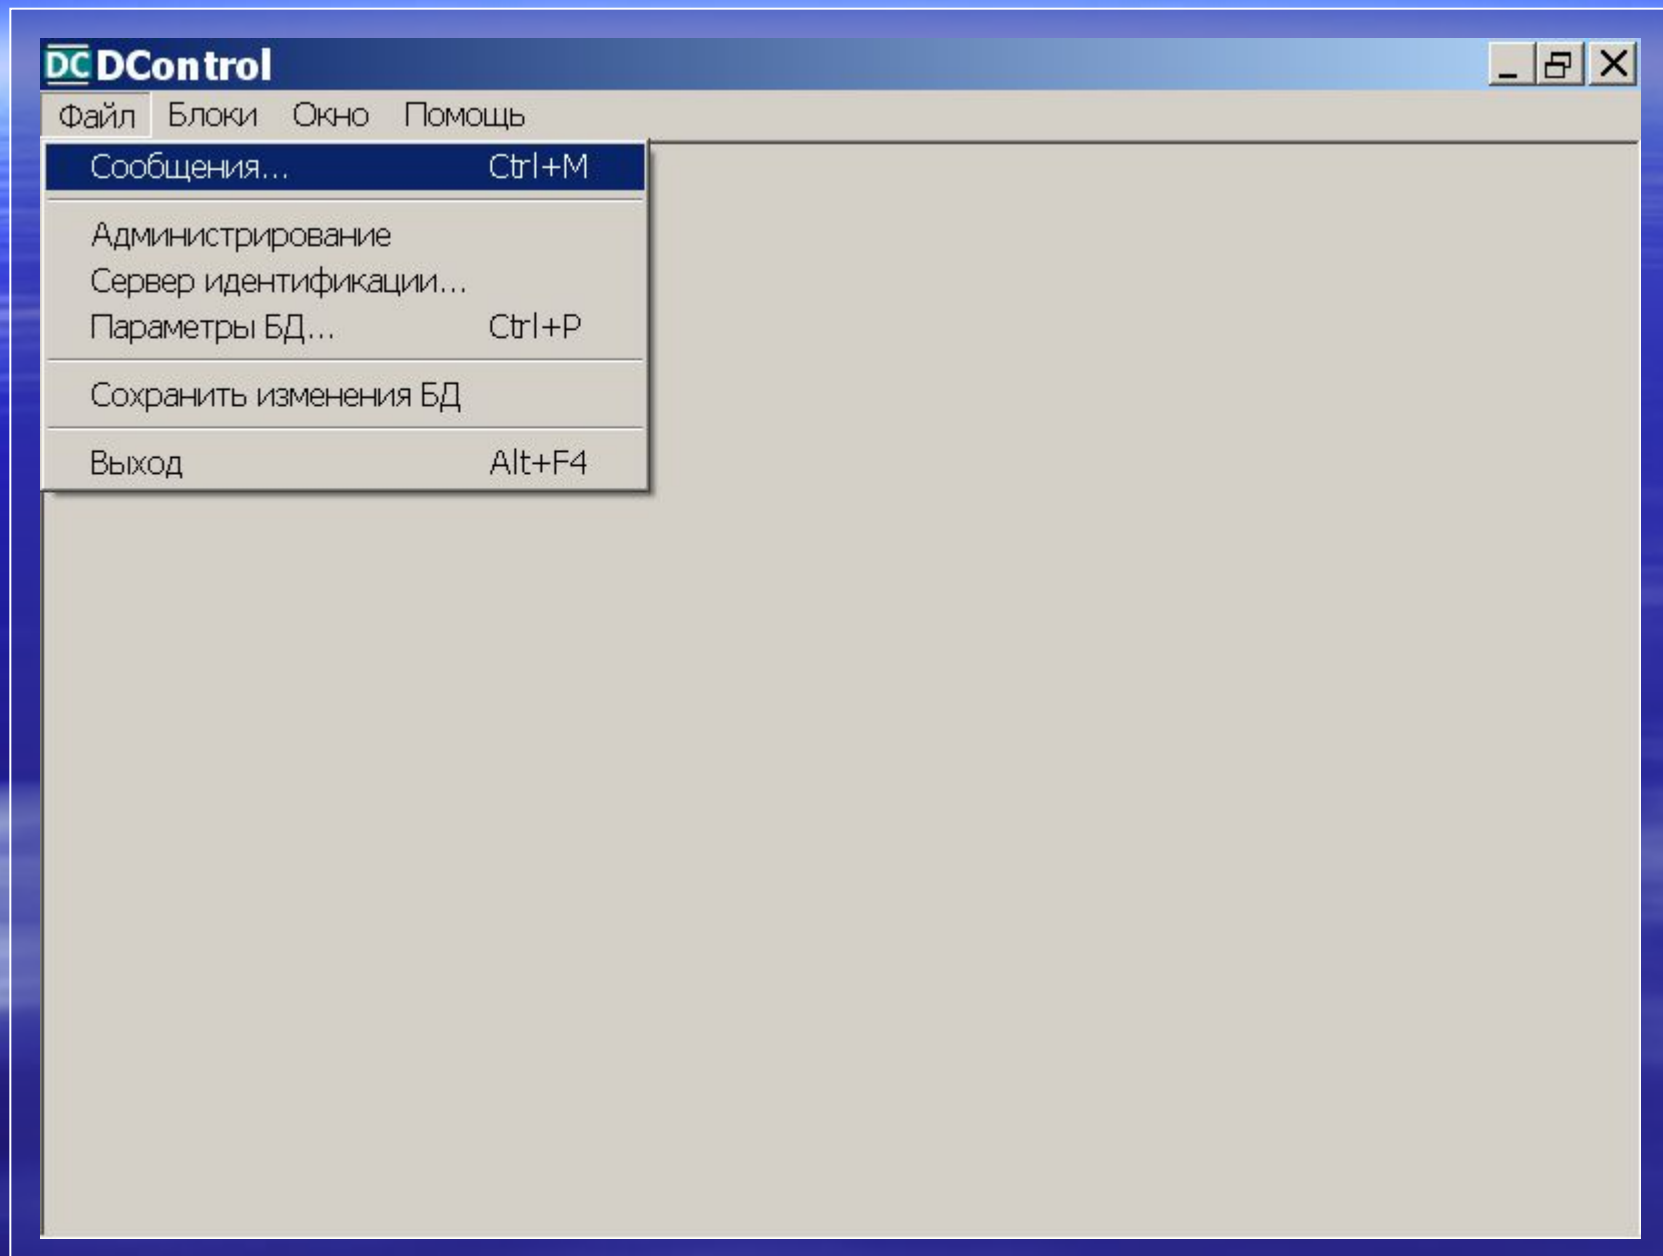 DC DControl
Файл Блоки Окно Помощь
Сообщения... Ctrl+M
Администрирование
Сервер идентификации...
Параметры БД... Ctrl+P
Сохранить изменения БД
Выход Alt+F4